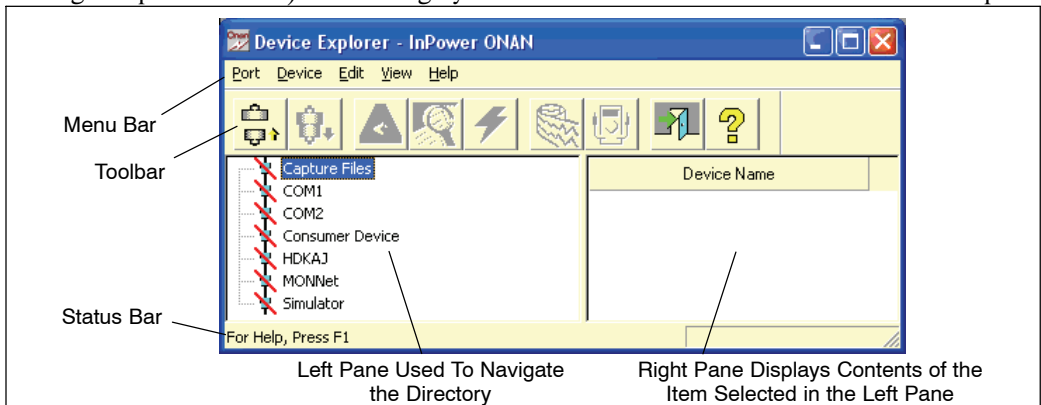 Onan
Device Explorer - InPower ONAN
Port Device Edit View Help
Menu Bar
Toolbar
Capture Files
Device Name
COM1
COM2
Consumer Device
HDKAJ
MONNet
Simulator
Status Bar
For Help, Press F1
Left Pane Used To Navigate
the Directory
Right Pane Displays Contents of the
Item Selected in the Left Pane